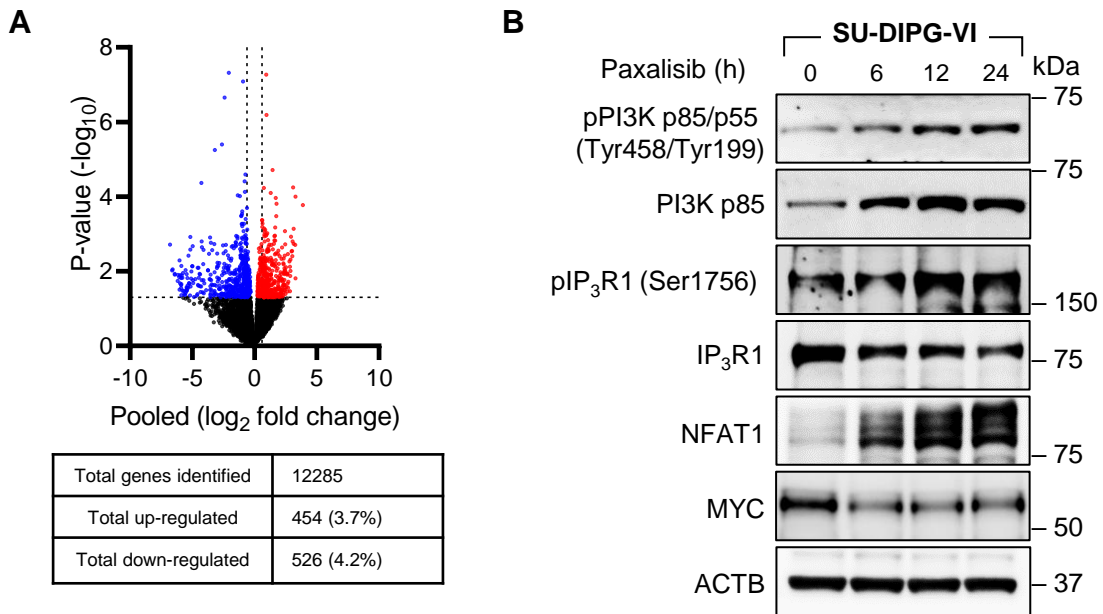 A
8
6
4
2
0
P-value (-log10)
-10 -5 0 5 10
Pooled (log2 fold change)
Total genes identified 12285
Total up-regulated 454 (3.7%)
Total down-regulated 526 (4.2%)
B
SU-DIPG-VI
Paxalisib (h) 0 6 12 24 kDa
75
pPI3K p85/p55
(Tyr458/Tyr199)
75
PI3K p85
pIP3R1 (Ser1756)
150
IP3R1
75
NFAT1
75
MYC
50
ACTB
37